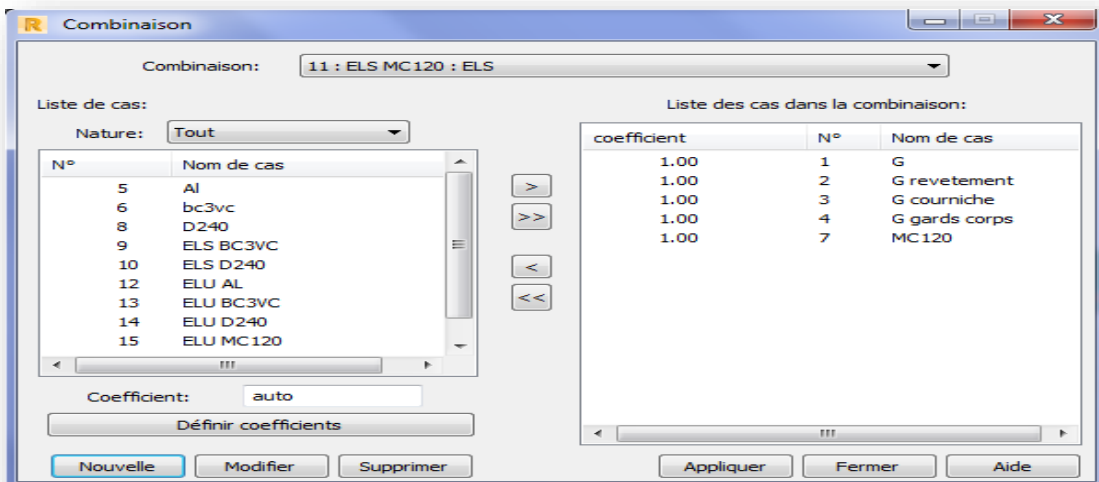 Combinaison
Combinaison: 11 : ELS MC120 : ELS
Liste de cas:
Nature: Tout
N° Nom de cas
5 Al
6 bc3vc
8 D240
9 ELS BC3VC
10 ELS D240
12 ELU AL
13 ELU BC3VC
14 ELU D240
15 ELU MC120
Coefficient: auto
Définir coefficients
Nouvelle Modifier Supprimer
> 
>>
<
<<
Liste des cas dans la combinaison:
coefficient N° Nom de cas
1.00 1 G
1.00 2 G revetement
1.00 3 G courniche
1.00 4 G gards corps
1.00 7 MC120
Appliquer Fermer Aide